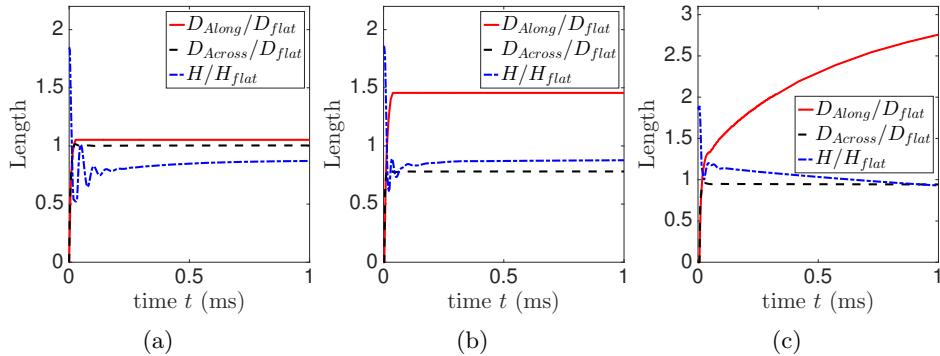 2
1.5
1
0.5
0
Length
D_Along/D_flat
D_Across/D_flat
H/H_flat
0 0.5 1
time t (ms)
(a)
2
1.5
1
0.5
0
Length
D_Along/D_flat
D_Across/D_flat
H/H_flat
0 0.5 1
time t (ms)
(b)
3
2.5
2
1.5
1
0.5
0
Length
D_Along/D_flat
D_Across/D_flat
H/H_flat
0 0.5 1
time t (ms)
(c)